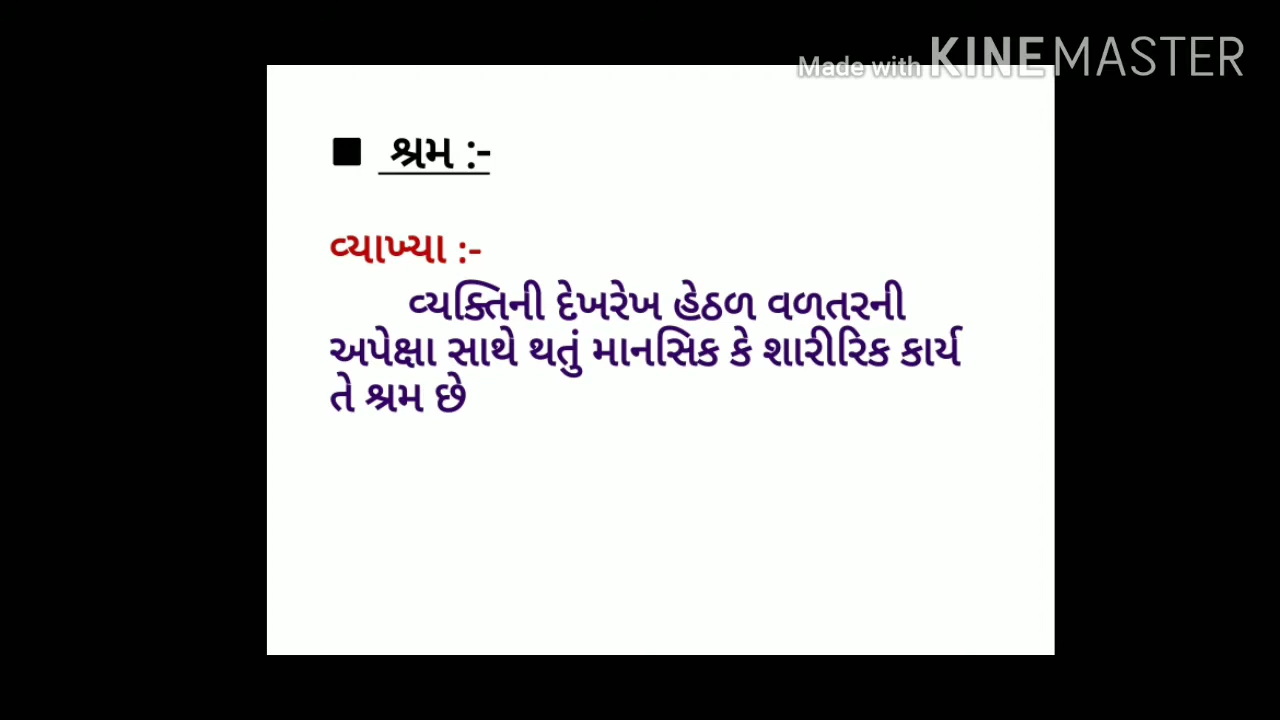 Made with KINEMASTER
■ શ્રમ :-
વ્યાખ્યા :-
વ્યક્તિની દેખરેખ હેઠળ વળતરની
અપેક્ષા સાથે થતું માનસિક કે શારીરિક કાર્ય
તે શ્રમ છે